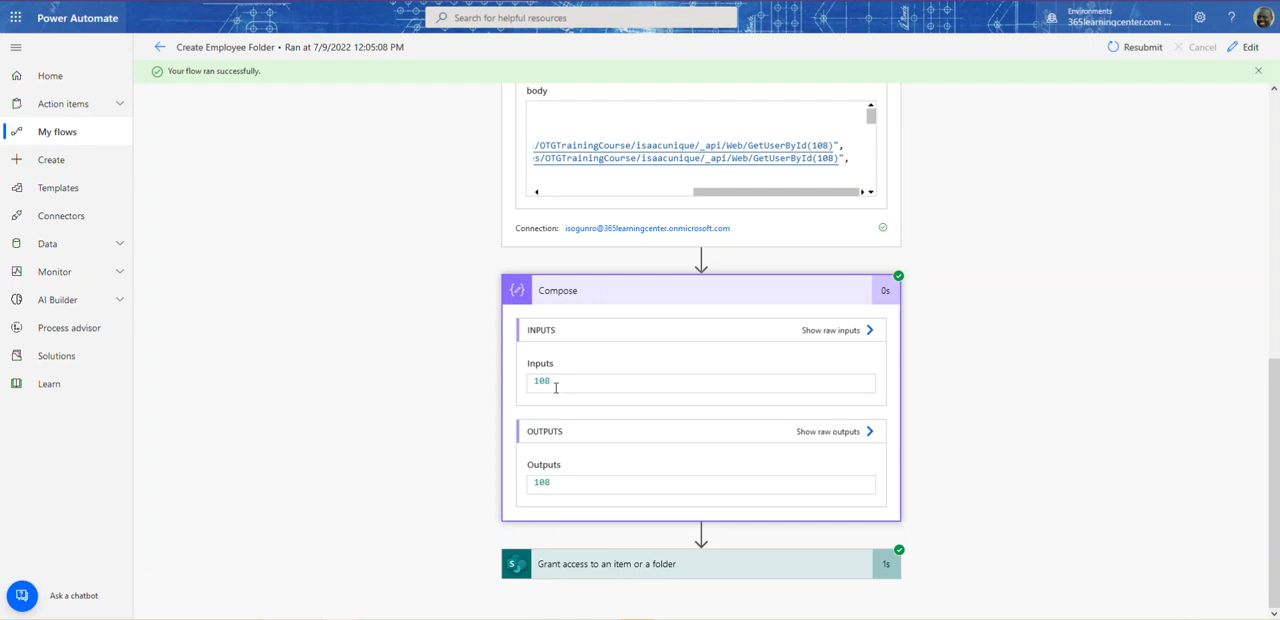 Power Automate
Search for helpful resources
Environments
365learningcenter.com ...
Create Employee Folder • Ran at 7/9/2022 12:05:08 PM
Resubmit
Cancel
Edit
Your flow ran successfully.
Home
Action items
My flows
Create
Templates
Connectors
Data
Monitor
AI Builder
Process advisor
Solutions
Learn
Ask a chatbot
body
:/OTGTrainingCourse/isaacunique/_api/Web/GetUserById(108)",
:s/OTGTrainingCourse/isaacunique/_api/Web/GetUserById(108)",
Connection: isogunro@365learningcenter.onmicrosoft.com
{} Compose
0s
INPUTS
Show raw inputs
Inputs
108
OUTPUTS
Show raw outputs
Outputs
108
S Grant access to an item or a folder
1s